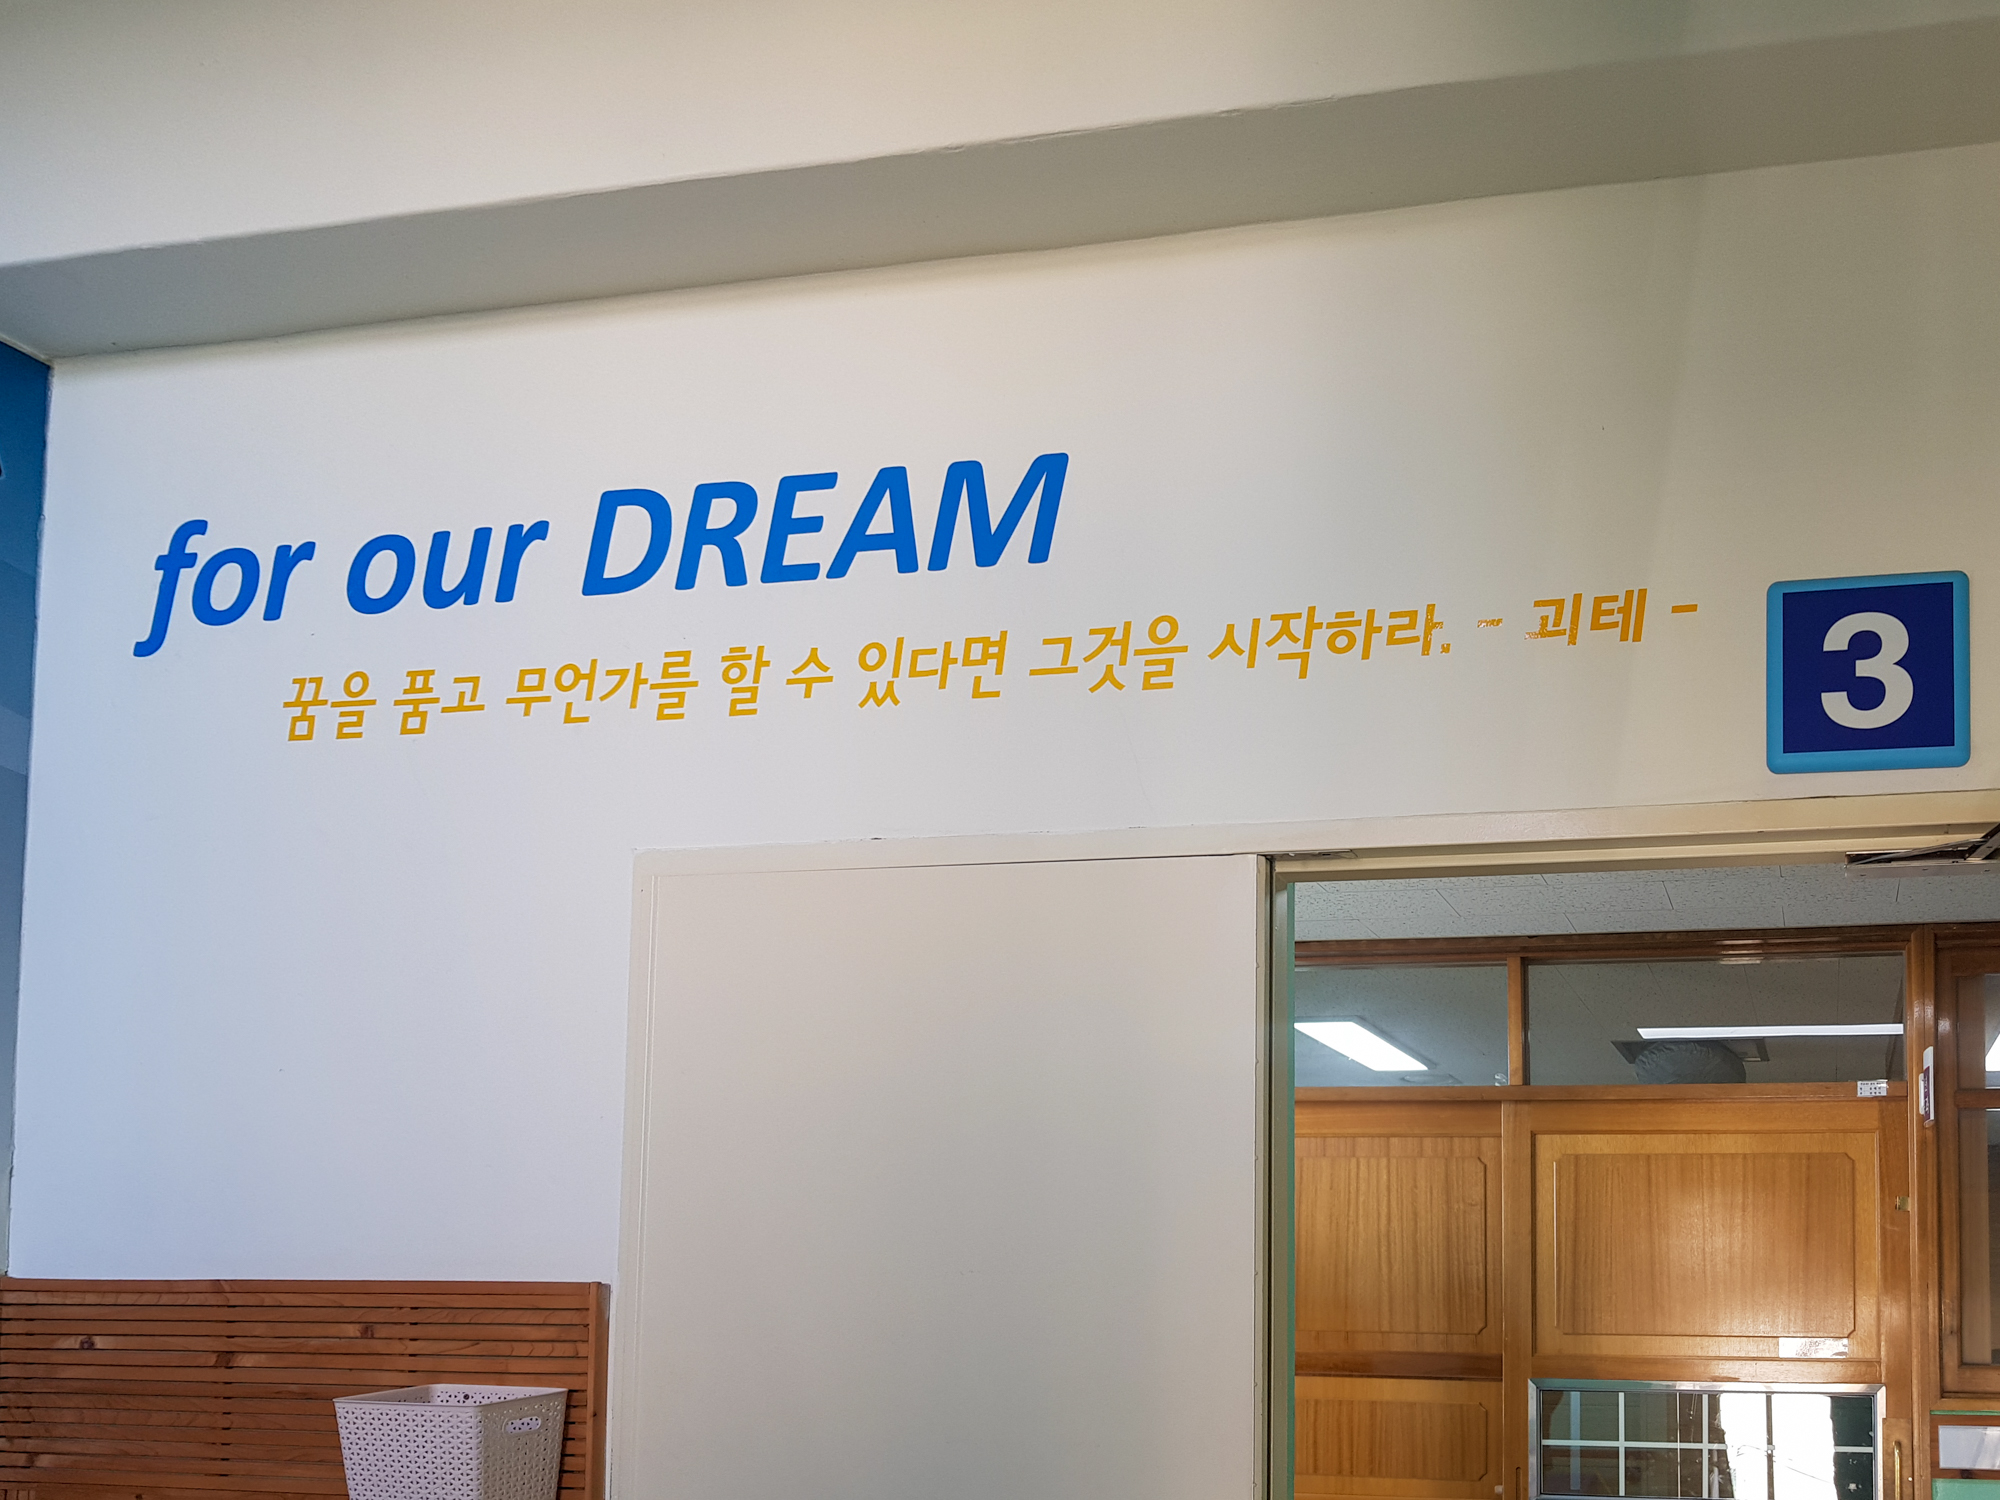 for our DREAM
꿈을 품고 무언가를 할 수 있다면 그것을 시작하라. - 괴테 -
3